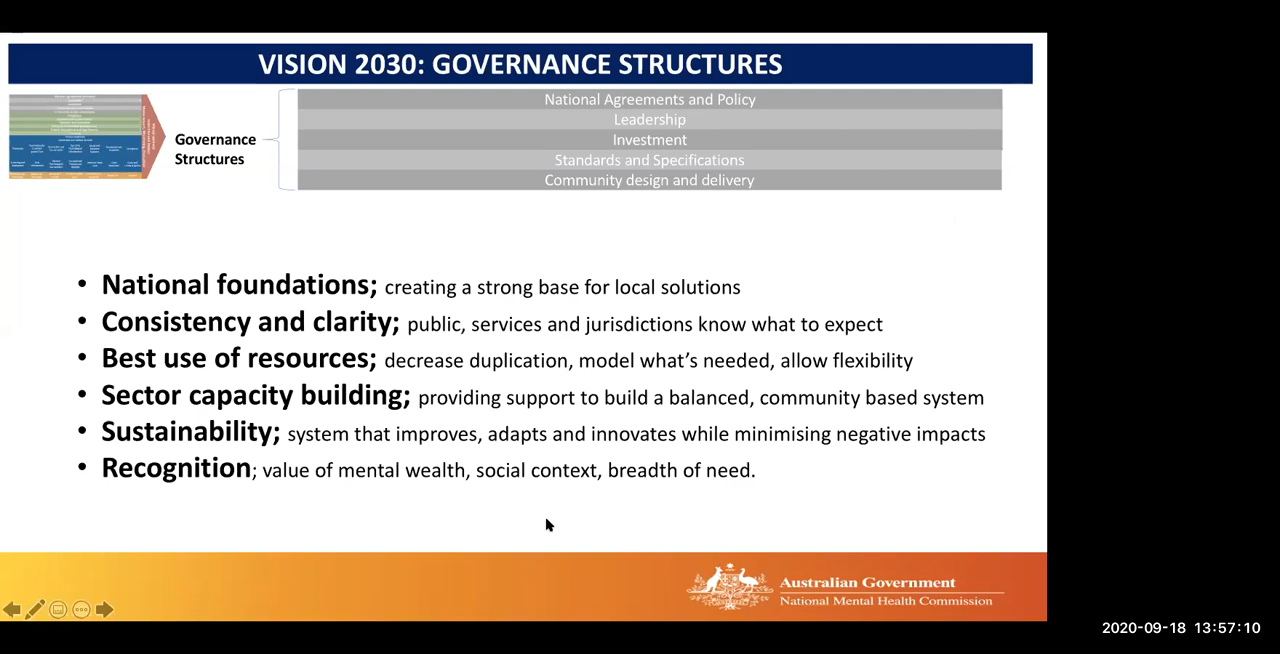 VISION 2030: GOVERNANCE STRUCTURES
Governance
Structures
National Agreements and Policy
Leadership
Investment
Standards and Specifications
Community design and delivery
• National foundations; creating a strong base for local solutions
• Consistency and clarity; public, services and jurisdictions know what to expect
• Best use of resources; decrease duplication, model what's needed, allow flexibility
• Sector capacity building; providing support to build a balanced, community based system
• Sustainability; system that improves, adapts and innovates while minimising negative impacts
• Recognition; value of mental wealth, social context, breadth of need.
Australian Government
National Mental Health Commission
2020-09-18 13:57:10